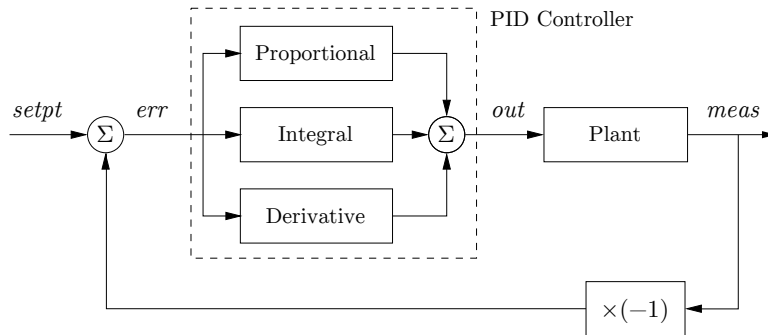 PID Controller
Proportional
setpt
Σ
err
Integral
Σ
out
Plant
meas
Derivative
×(−1)